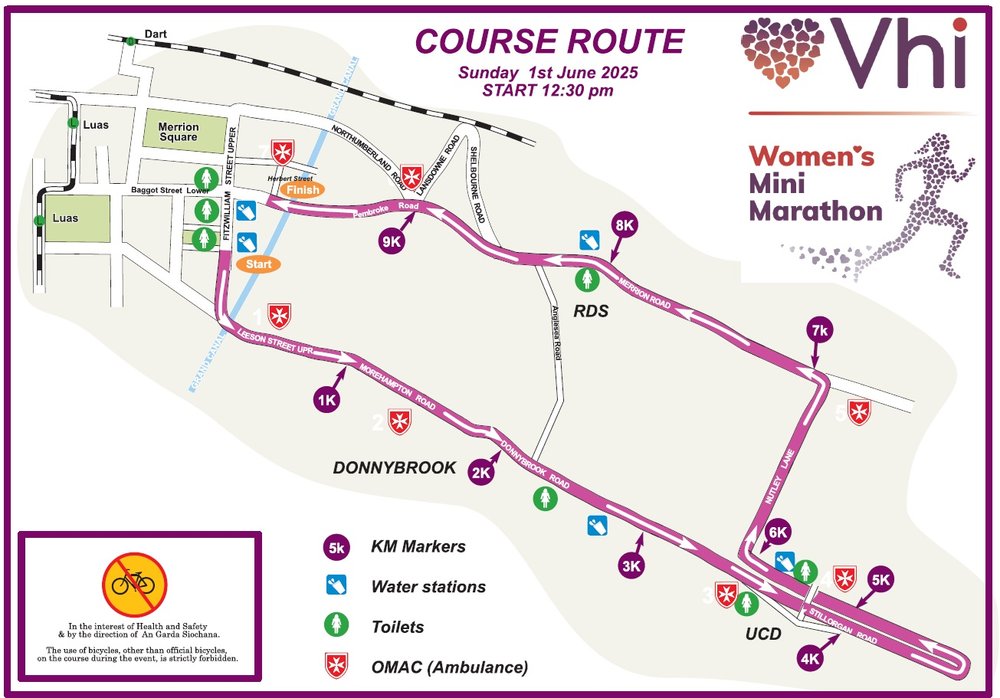 COURSE ROUTE
Sunday 1st June 2025
START 12:30 pm
Vhi
Women's
Mini
Marathon
Dart
Luas
Luas
Merrion
Square
Baggot Street Lower
FITZWILLIAM STREET UPPER
Herbert Street
Finish
Start
GRAND CANAL
GRAND CANAL
NORTHUMBERLAND ROAD
LANSDOWNE ROAD
SHELBOURNE ROAD
Pembroke Road
9K
8K
RDS
MERRION ROAD
Anglesea Road
7k
7
1
LEESON STREET UPR
1K
MOREHAMPTON ROAD
2
DONNYBROOK
2K
DONNYBROOK ROAD
3K
NUTLEY LANE
5
6K
4
5K
3
UCD
STILLORGAN ROAD
4K
5k KM Markers
Water stations
Toilets
OMAC (Ambulance)
In the interest of Health and Safety
& by the direction of An Garda Siochana.
The use of bicycles, other than official bicycles,
on the course during the event, is strictly forbidden.